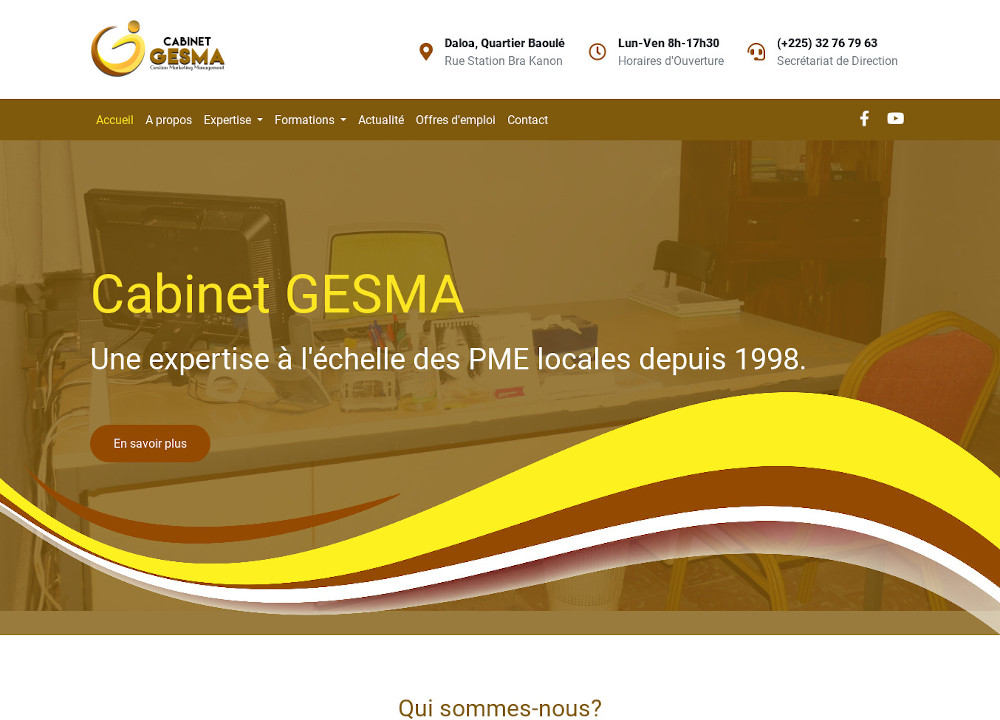 CABINET
GESMA
Gestion Marketing Management
Daloa, Quartier Baoulé
Rue Station Bra Kanon
Lun-Ven 8h-17h30
Horaires d'Ouverture
(+225) 32 76 79 63
Secrétariat de Direction
Accueil A propos Expertise Formations Actualité Offres d'emploi Contact
Cabinet GESMA
Une expertise à l'échelle des PME locales depuis 1998.
En savoir plus
Qui sommes-nous?